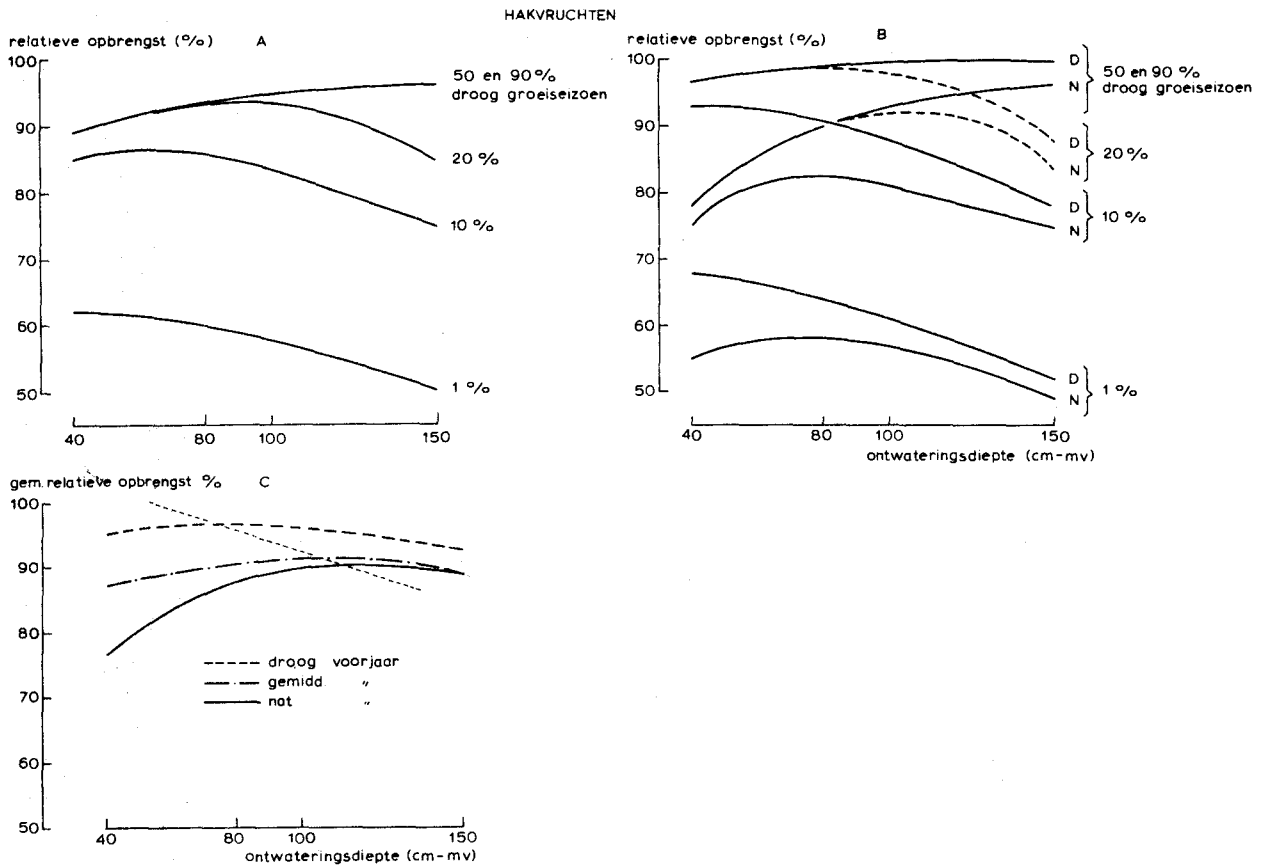 HAKVRUCHTEN
relatieve opbrengst (%) A
100
90
80
70
60
50
40 80 100 150
50 en 90%
droog groeiseizoen
20%
10%
1%
relatieve opbrengst (%) B
100
90
80
70
60
50
40 80 100 150
ontwateringsdiepte (cm-mv)
D
N
50 en 90%
droog groeiseizoen
D
N
20%
D
N
10%
D
N
1%
gem. relatieve opbrengst % C
100
90
80
70
60
50
40 80 100 150
ontwateringsdiepte (cm-mv)
droog voorjaar
gemidd. "
nat "